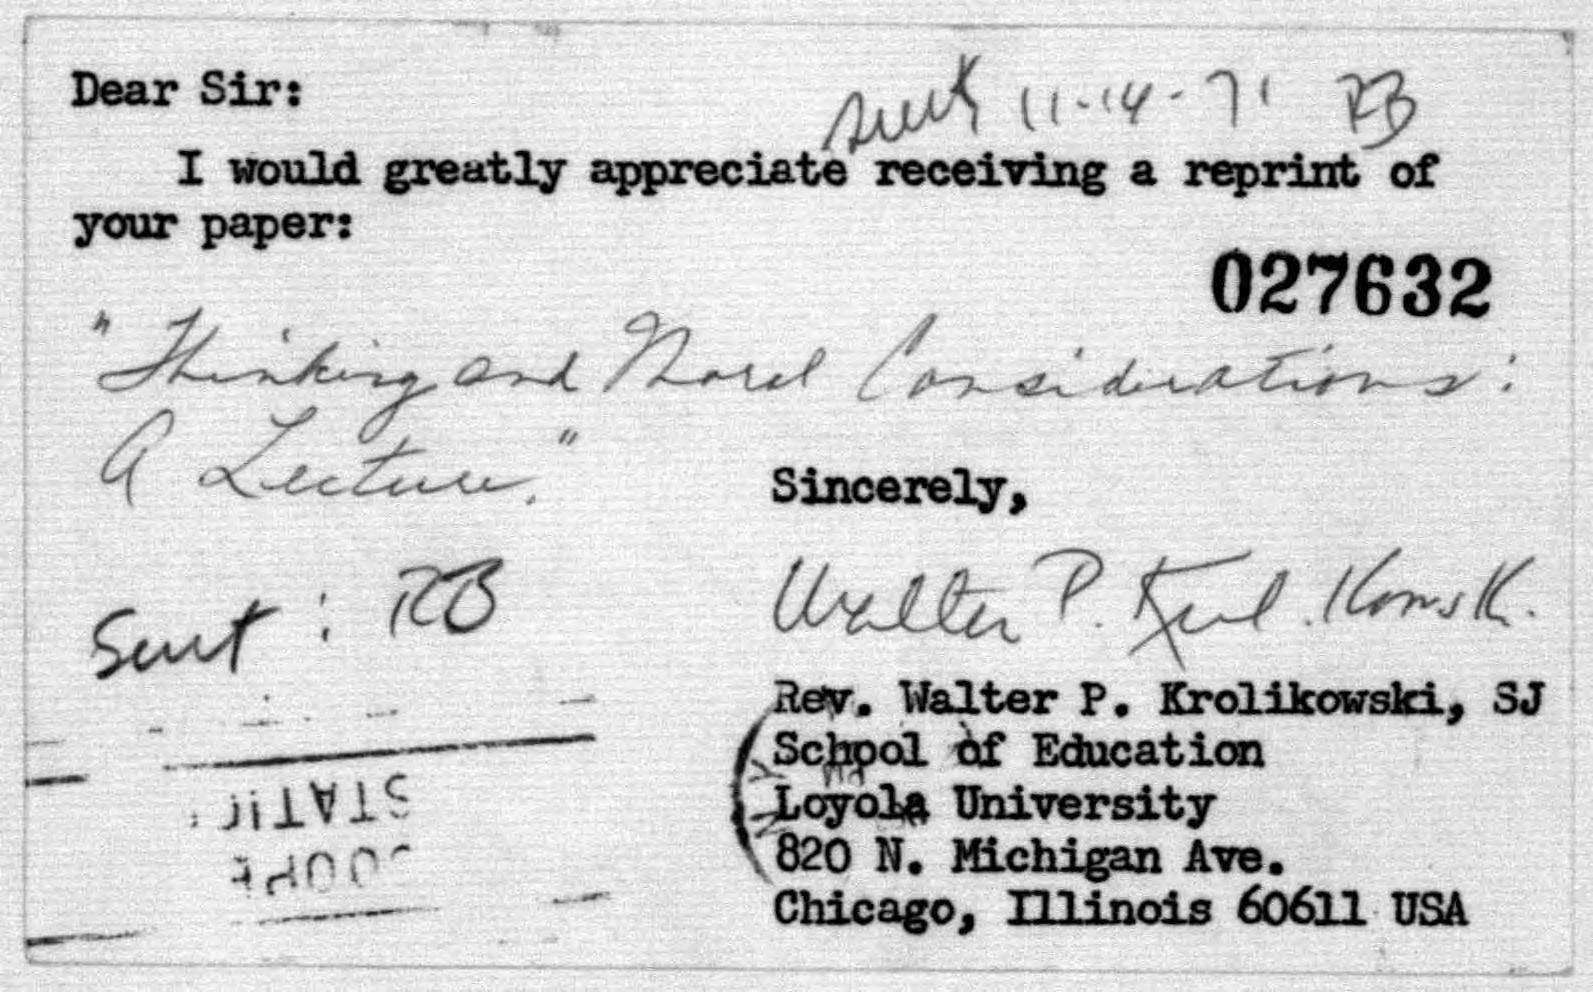 Dear Sir:
sent 11-14-71 RB
I would greatly appreciate receiving a reprint of
your paper:
027632
"Thinking and Moral Considerations:
A Lecture."
Sincerely,
Sent: RB
Walter P. Krolikowski
Rev. Walter P. Krolikowski, SJ
School of Education
Loyola University
820 N. Michigan Ave.
Chicago, Illinois 60611 USA